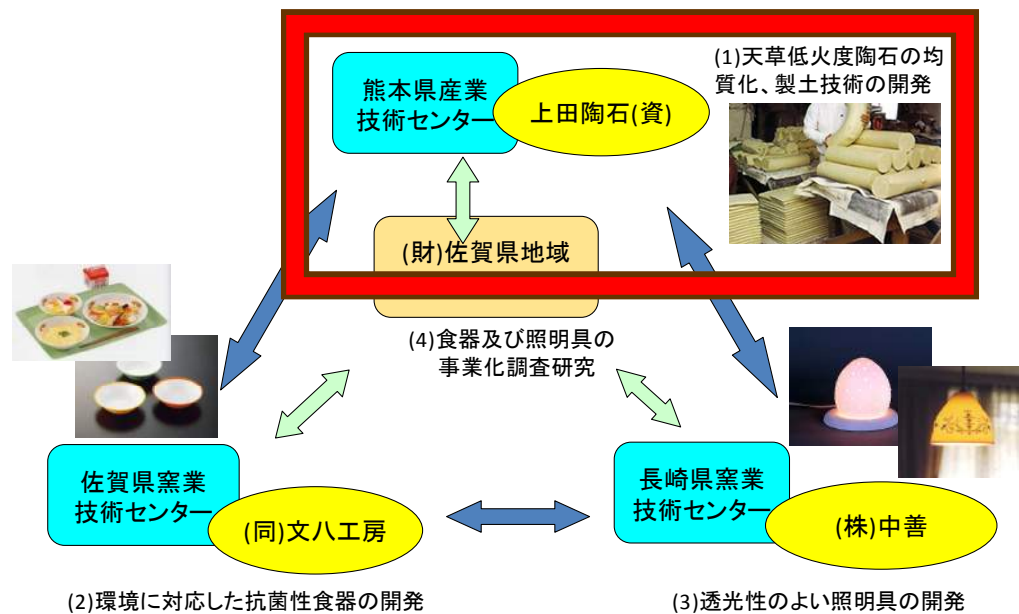 (1)天草低火度陶石の均
質化、製土技術の開発
熊本県産業
技術センター
上田陶石(資)
(財)佐賀県地域
(4)食器及び照明具の
事業化調査研究
佐賀県窯業
技術センター
(同)文八工房
長崎県窯業
技術センター
(株)中善
(2)環境に対応した抗菌性食器の開発
(3)透光性のよい照明具の開発